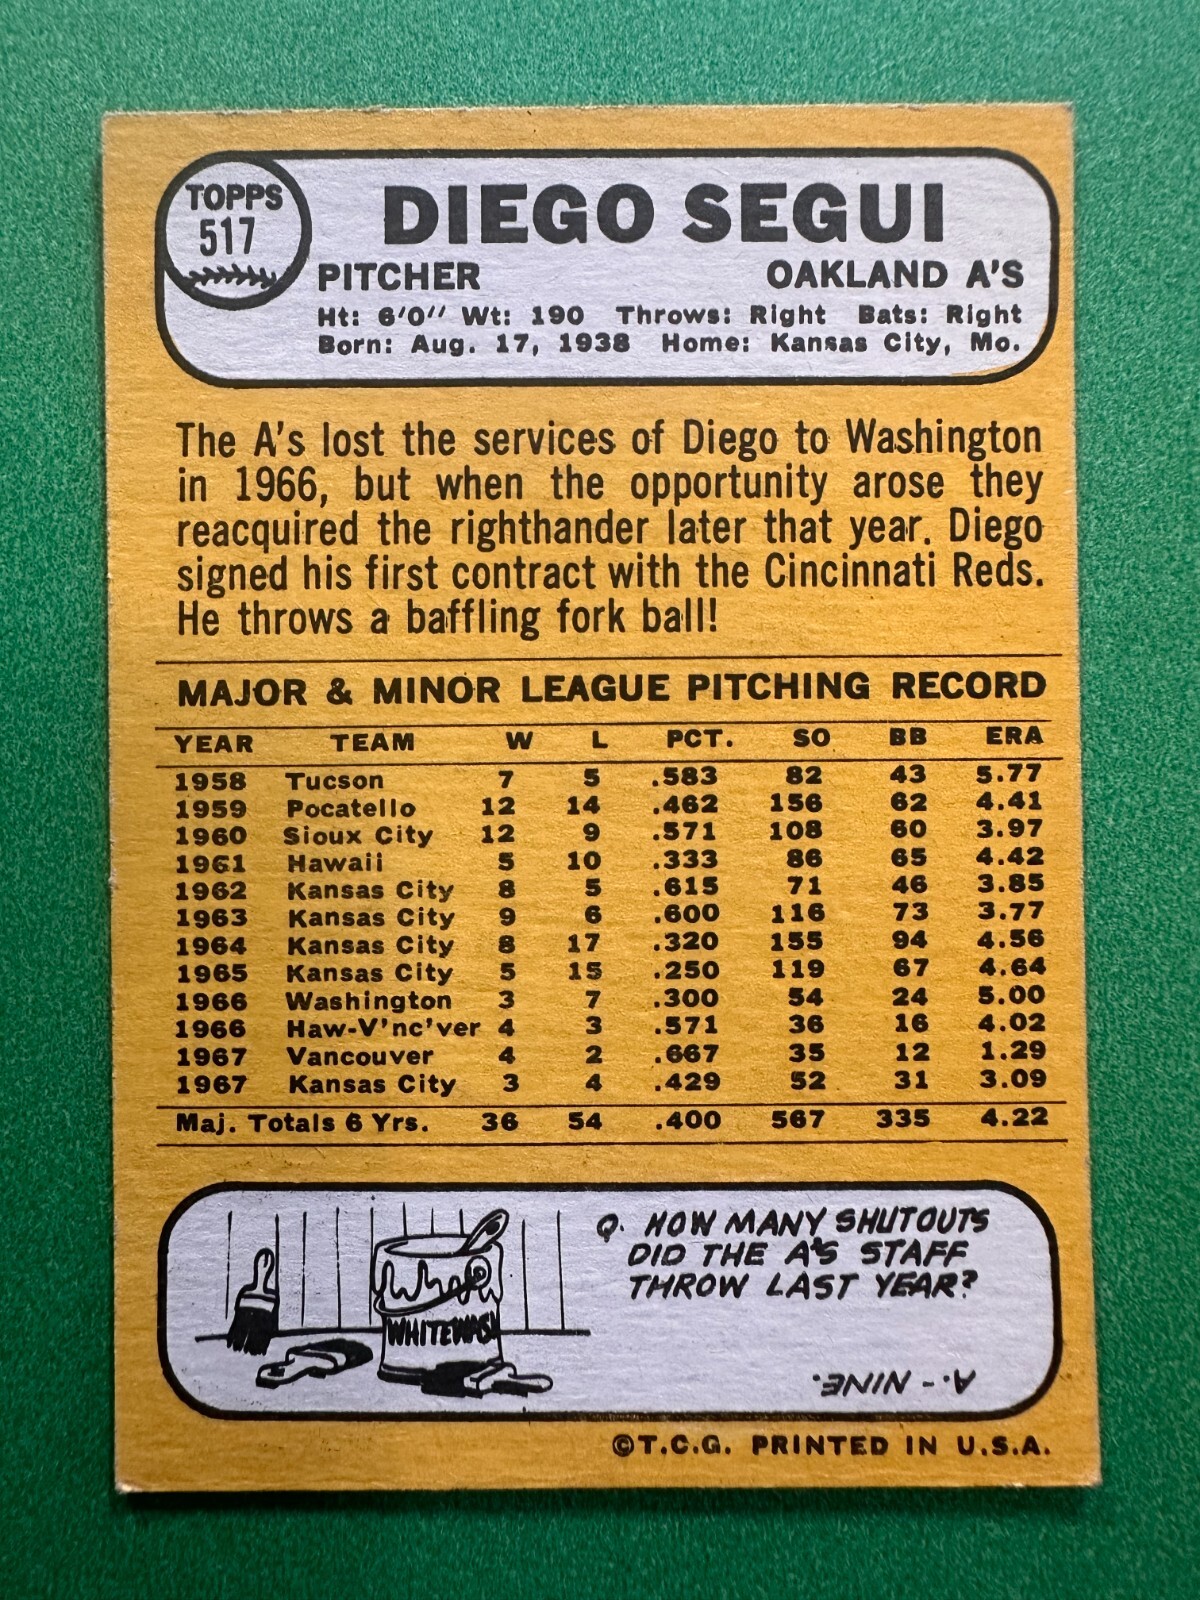 TOPPS
517
DIEGO SEGUI
PITCHER OAKLAND A'S
Ht: 6'0" Wt: 190 Throws: Right Bats: Right
Born: Aug. 17, 1938 Home: Kansas City, Mo.
The A's lost the services of Diego to Washington
in 1966, but when the opportunity arose they
reacquired the righthander later that year. Diego
signed his first contract with the Cincinnati Reds.
He throws a baffling fork ball!
MAJOR & MINOR LEAGUE PITCHING RECORD
YEAR TEAM W L PCT. SO BB ERA
1958 Tucson 7 5 .583 82 43 5.77
1959 Pocatello 12 14 .462 156 62 4.41
1960 Sioux City 12 9 .571 108 60 3.97
1961 Hawaii 5 10 .333 86 65 4.42
1962 Kansas City 8 5 .615 71 46 3.85
1963 Kansas City 9 6 .600 116 73 3.77
1964 Kansas City 8 17 .320 155 94 4.56
1965 Kansas City 5 15 .250 119 67 4.64
1966 Washington 3 7 .300 54 24 5.00
1966 Haw-V'nc'ver 4 3 .571 36 16 4.02
1967 Vancouver 4 2 .667 35 12 1.29
1967 Kansas City 3 4 .429 52 31 3.09
Maj. Totals 6 Yrs. 36 54 .400 567 335 4.22
Q. HOW MANY SHUTOUTS
DID THE A'S STAFF
THROW LAST YEAR?
WHITEWASH
A.- NINE.
©T.C.G. PRINTED IN U.S.A.